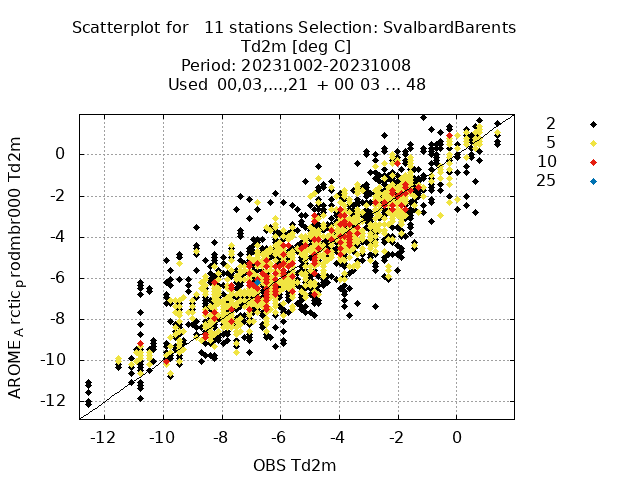 Scatterplot for 11 stations Selection: SvalbardBarents
Td2m [deg C]
Period: 20231002-20231008
Used 00,03,...,21 + 00 03 ... 48
2
5
10
25
0
-2
-4
-6
-8
-10
-12
AROME_Arctic_prodmbr000 Td2m
-12 -10 -8 -6 -4 -2 0
OBS Td2m